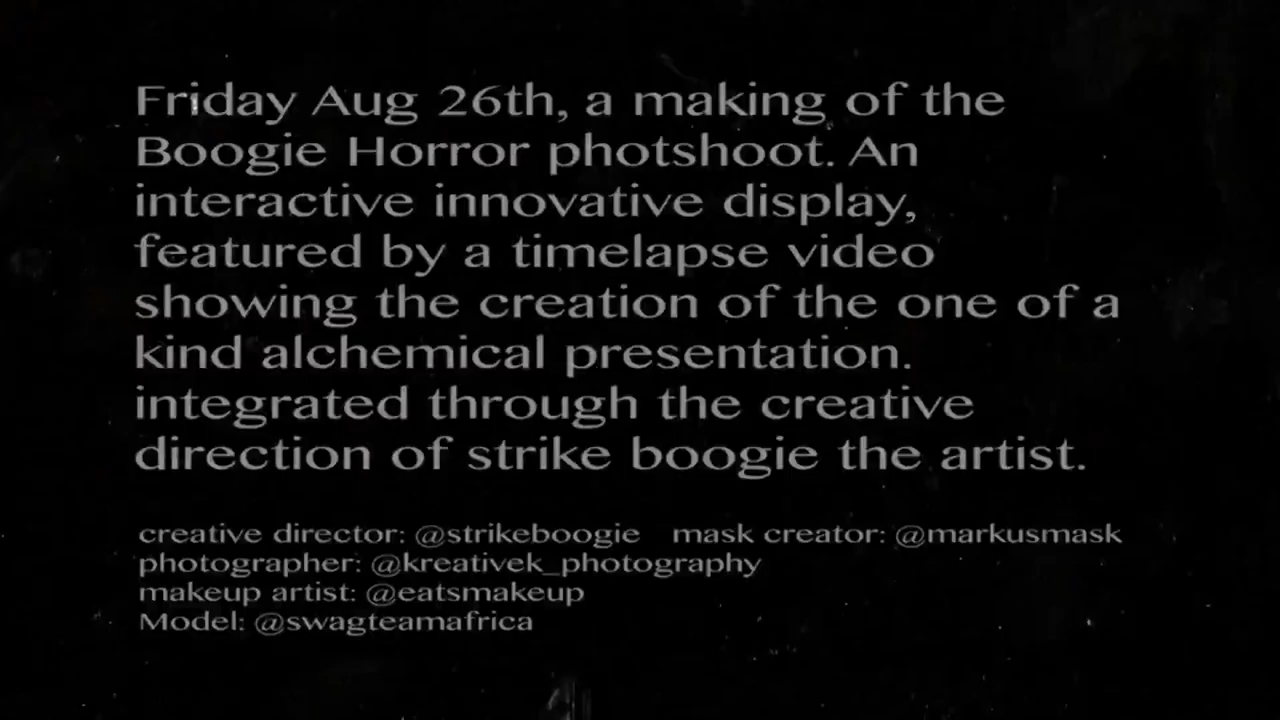 Friday Aug 26th, a making of the
Boogie Horror photshoot. An
interactive innovative display,
featured by a timelapse video
showing the creation of the one of a
kind alchemical presentation.
integrated through the creative
direction of strike boogie the artist.
creative director: @strikeboogie   mask creator: @markusmask
photographer: @kreativek_photography
makeup artist: @eatsmakeup
Model: @swagteamafrica